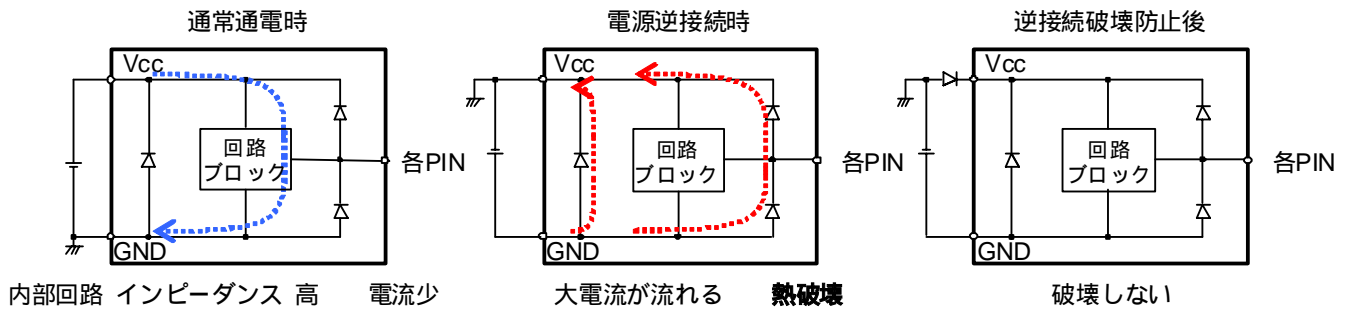 通常通電時
Vcc
回路
ブロック
各PIN
GND
内部回路 インピーダンス 高 電流少
電源逆接続時
Vcc
回路
ブロック
各PIN
GND
大電流が流れる 熱破壊
逆接続破壊防止後
Vcc
回路
ブロック
各PIN
GND
破壊しない